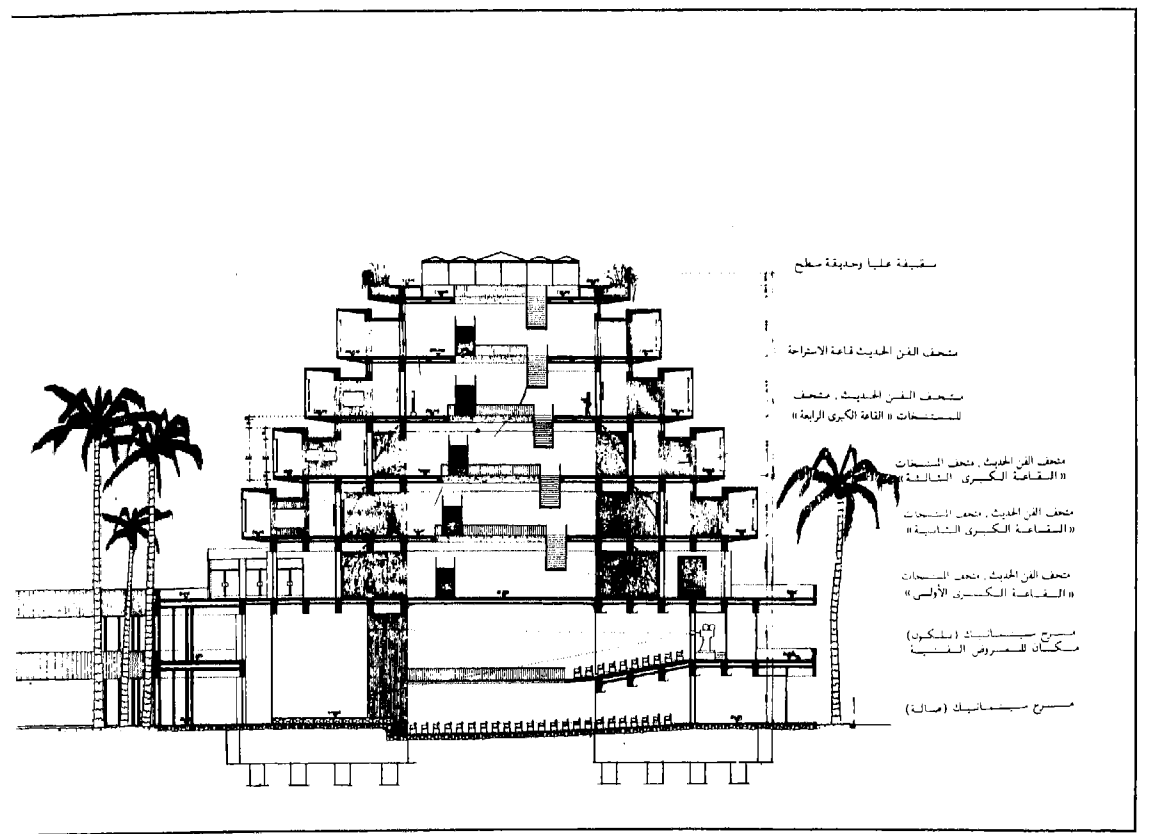 سقيفة عليا وحديقة سطح
متحف الفن الحديث قاعة الاستراحة
متحف الفن الحديث . متحف
للمستنسخات « القاعة الكبرى الرابعة »
متحف الفن الحديث . متحف المستنسخات
« القاعة الكبرى الثالثة »
متحف الفن الحديث . متحف المستنسخات
« القاعة الكبرى الثانية »
متحف الفن الحديث . متحف المستنسخات
« القاعة الكبرى الأولى »
مسرح سينماتيك (بلكون)
مكان للعروض الفنية
مسرح سينماتيك (صالة)